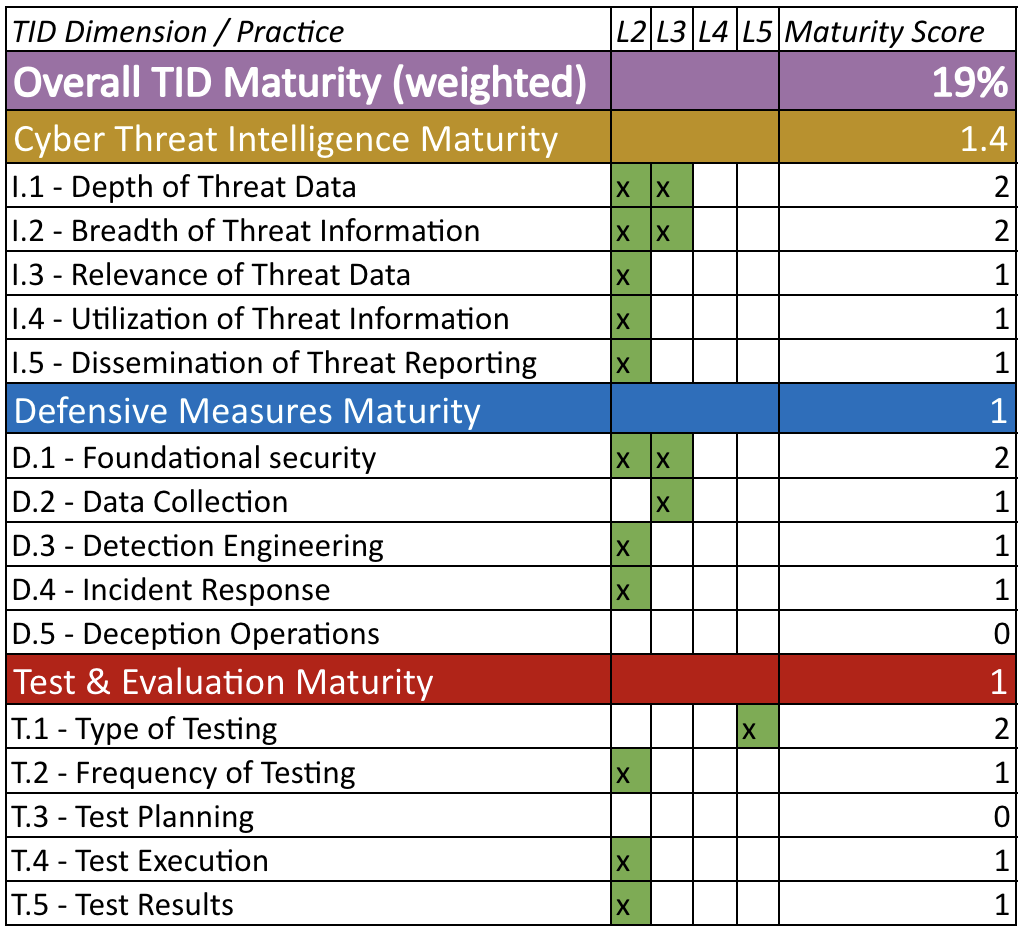 TID Dimension / Practice L2 L3 L4 L5 Maturity Score
Overall TID Maturity (weighted) 19%
Cyber Threat Intelligence Maturity 1.4
I.1 - Depth of Threat Data x x 2
I.2 - Breadth of Threat Information x x 2
I.3 - Relevance of Threat Data x 1
I.4 - Utilization of Threat Information x 1
I.5 - Dissemination of Threat Reporting x 1
Defensive Measures Maturity 1
D.1 - Foundational security x x 2
D.2 - Data Collection x 1
D.3 - Detection Engineering x 1
D.4 - Incident Response x 1
D.5 - Deception Operations 0
Test & Evaluation Maturity 1
T.1 - Type of Testing x 2
T.2 - Frequency of Testing x 1
T.3 - Test Planning 0
T.4 - Test Execution x 1
T.5 - Test Results x 1